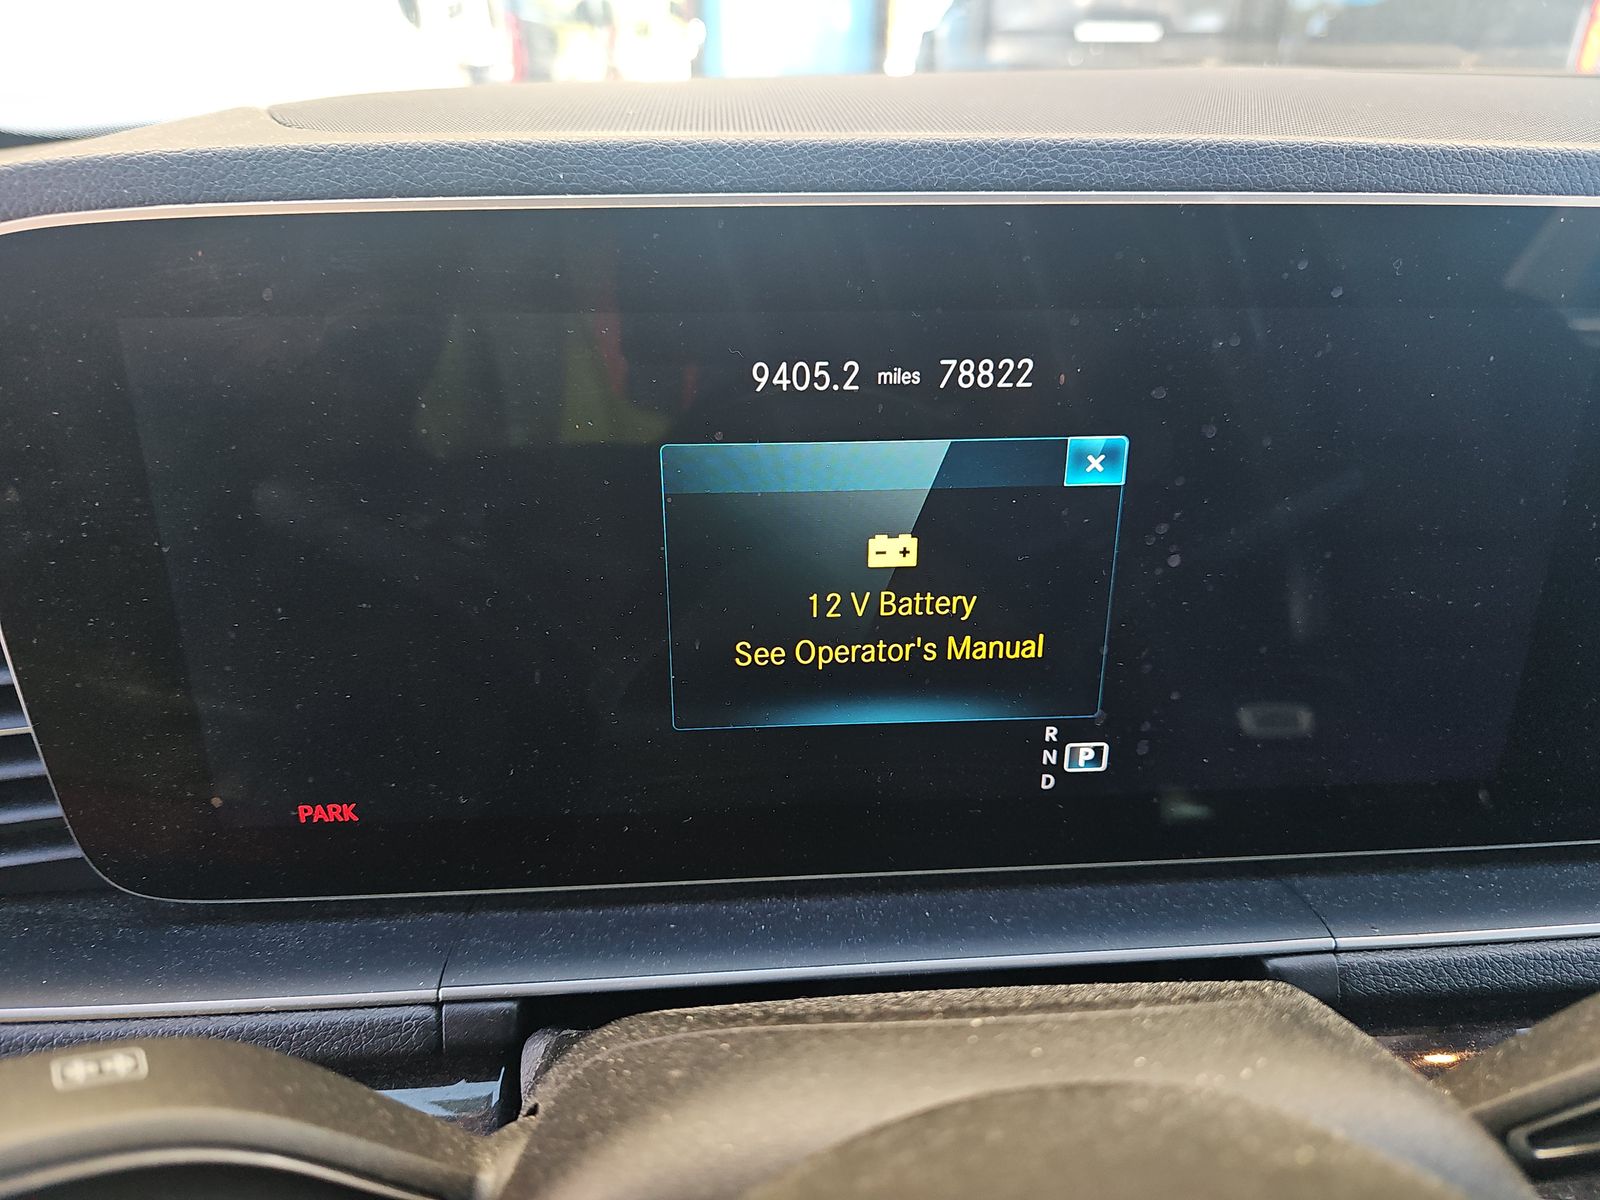 9405.2 miles 78822
12 V Battery
See Operator's Manual
R
N P
D
PARK